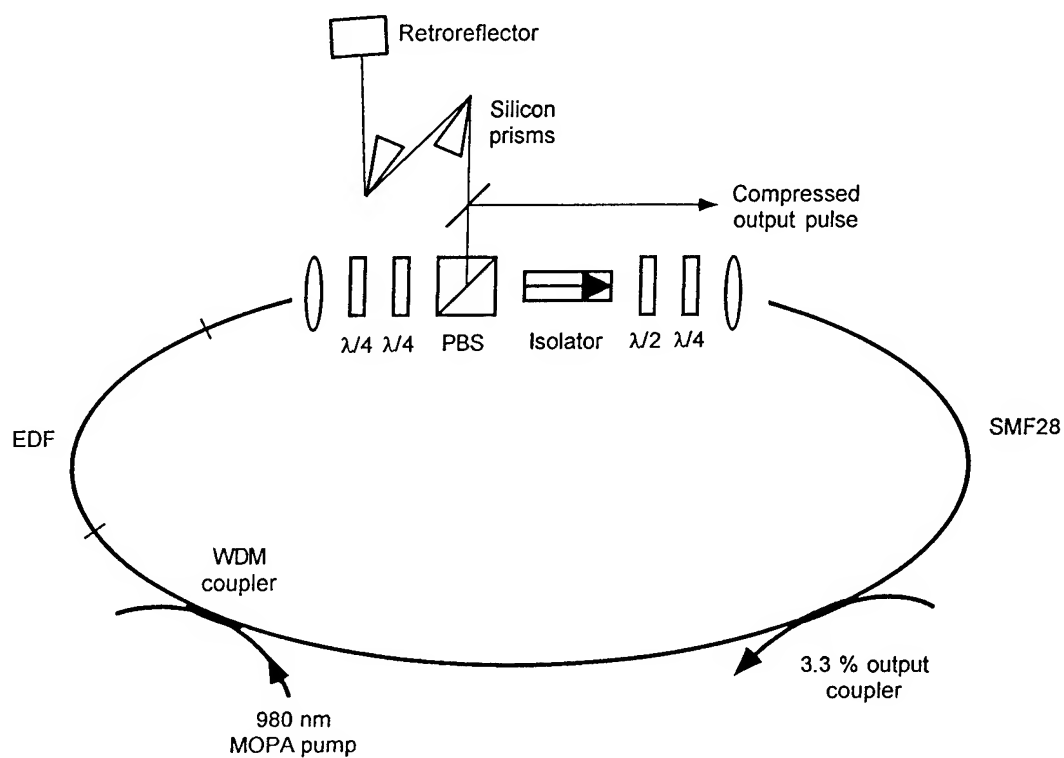 Retroreflector
Silicon
prisms
Compressed
output pulse
λ/4 λ/4 PBS Isolator λ/2 λ/4
EDF
SMF28
WDM
coupler
3.3 % output
coupler
980 nm
MOPA pump